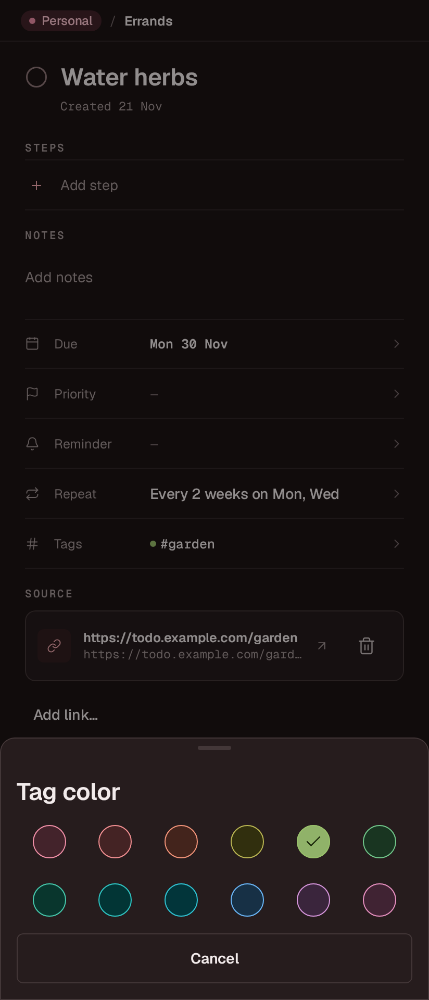 Personal / Errands
Water herbs
Created 21 Nov
STEPS
+ Add step
NOTES
Add notes
Due Mon 30 Nov
Priority –
Reminder –
Repeat Every 2 weeks on Mon, Wed
Tags #garden
SOURCE
https://todo.example.com/garden
https://todo.example.com/gard…
Add link…
Tag color
Cancel